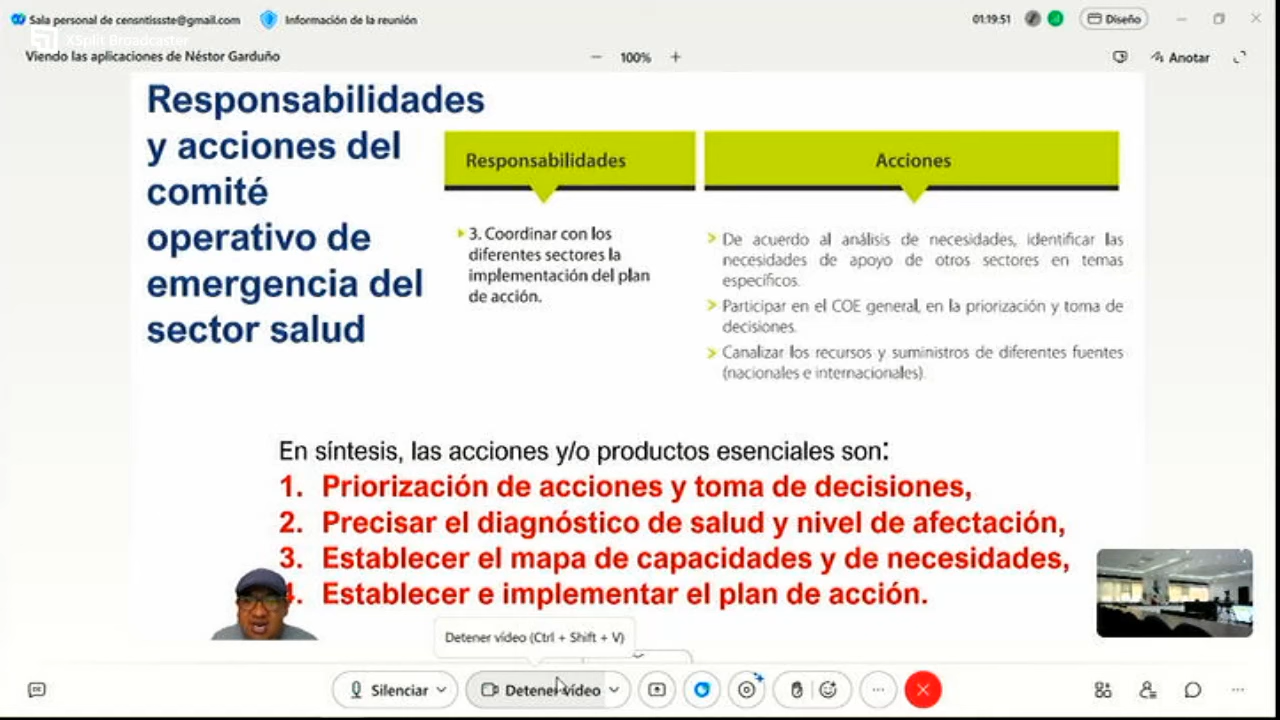 Sala personal de censntissste@gmail.com
Información de la reunión
01:19:51
Diseño
XSplit Broadcaster
Viendo las aplicaciones de Néstor Garduño
100%
Anotar
Responsabilidades
y acciones del
comité
operativo de
emergencia del
sector salud
Responsabilidades
3. Coordinar con los
diferentes sectores la
implementación del plan
de acción.
Acciones
De acuerdo al análisis de necesidades, identificar las
necesidades de apoyo de otros sectores en temas
específicos.
Participar en el COE general, en la priorización y toma de
decisiones.
Canalizar los recursos y suministros de diferentes fuentes
(nacionales e internacionales).
En síntesis, las acciones y/o productos esenciales son:
1. Priorización de acciones y toma de decisiones,
2. Precisar el diagnóstico de salud y nivel de afectación,
3. Establecer el mapa de capacidades y de necesidades,
4. Establecer e implementar el plan de acción.
Detener vídeo (Ctrl + Shift + V)
Silenciar
Detener vídeo